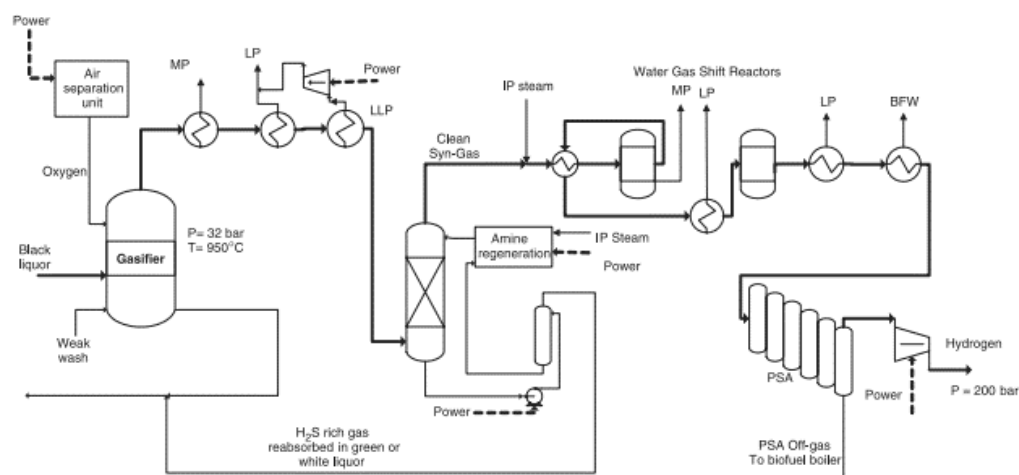 Power
Air
separation
unit
MP
LP
Power
LLP
Oxygen
P= 32 bar
T= 950°C
Gasifier
Black
liquor
Weak
wash
Clean
Syn-Gas
IP steam
Water Gas Shift Reactors
MP
LP
LP
BFW
Amine
regeneration
IP Steam
Power
Power
H2S rich gas
reabsorbed in green or
white liquor
PSA
Hydrogen
Power
P = 200 bar
PSA Off-gas
To biofuel boiler